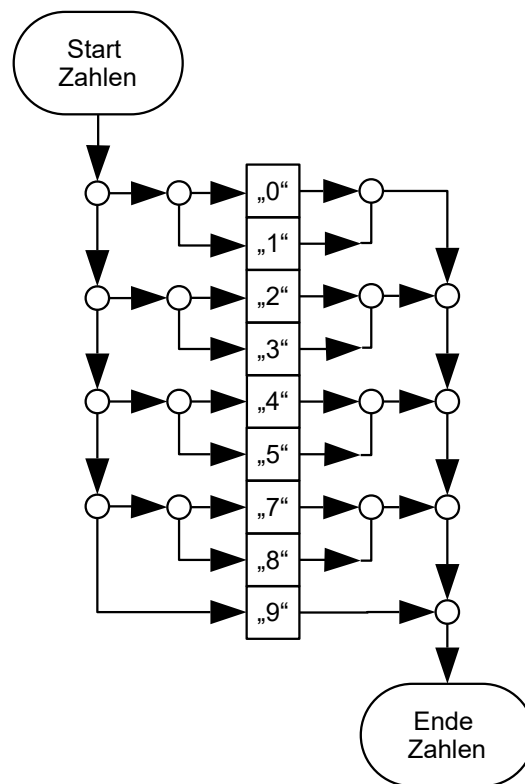 Start
Zahlen
„0“
„1“
„2“
„3“
„4“
„5“
„7“
„8“
„9“
Ende
Zahlen